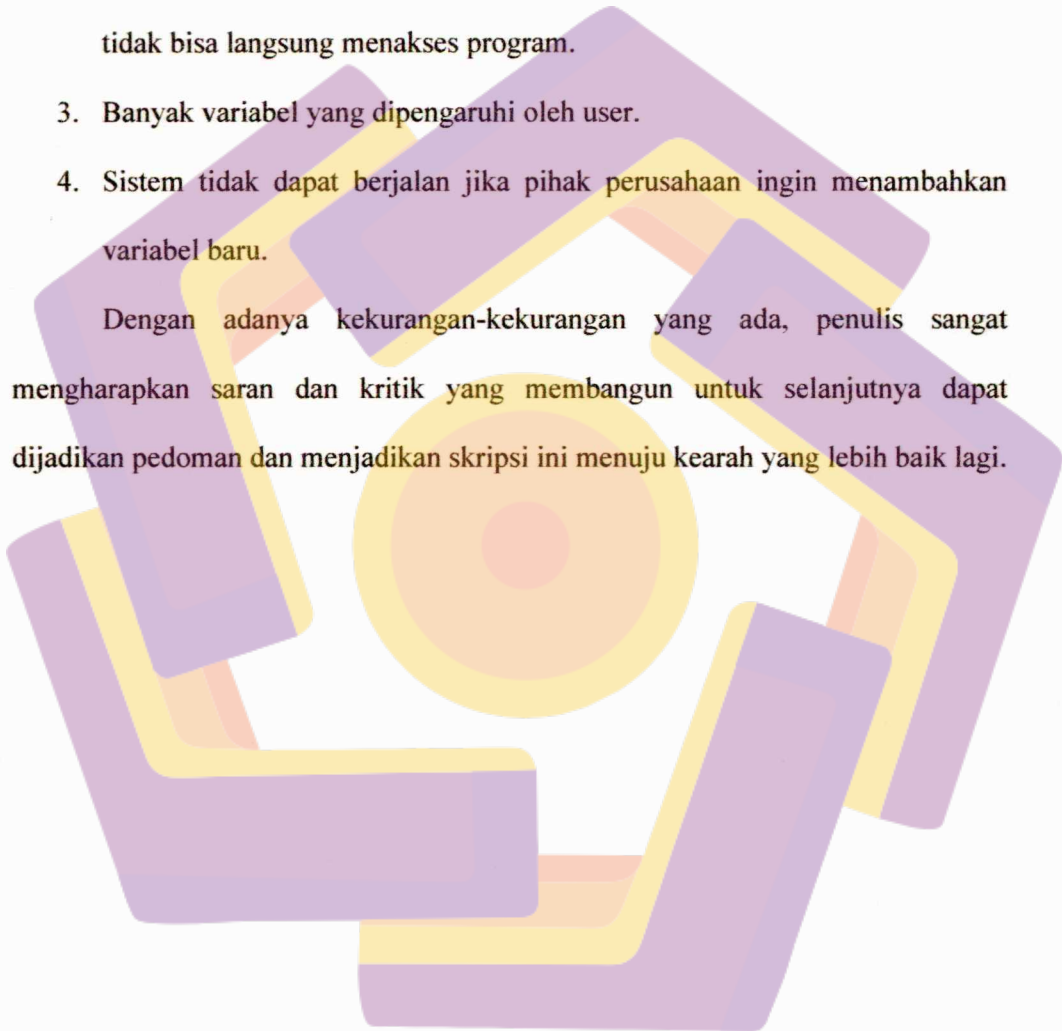 tidak bisa langsung menakses program.
3. Banyak variabel yang dipengaruhi oleh user.
4. Sistem tidak dapat berjalan jika pihak perusahaan ingin menambahkan
variabel baru.
Dengan adanya kekurangan-kekurangan yang ada, penulis sangat
mengharapkan saran dan kritik yang membangun untuk selanjutnya dapat
dijadikan pedoman dan menjadikan skripsi ini menuju kearah yang lebih baik lagi.